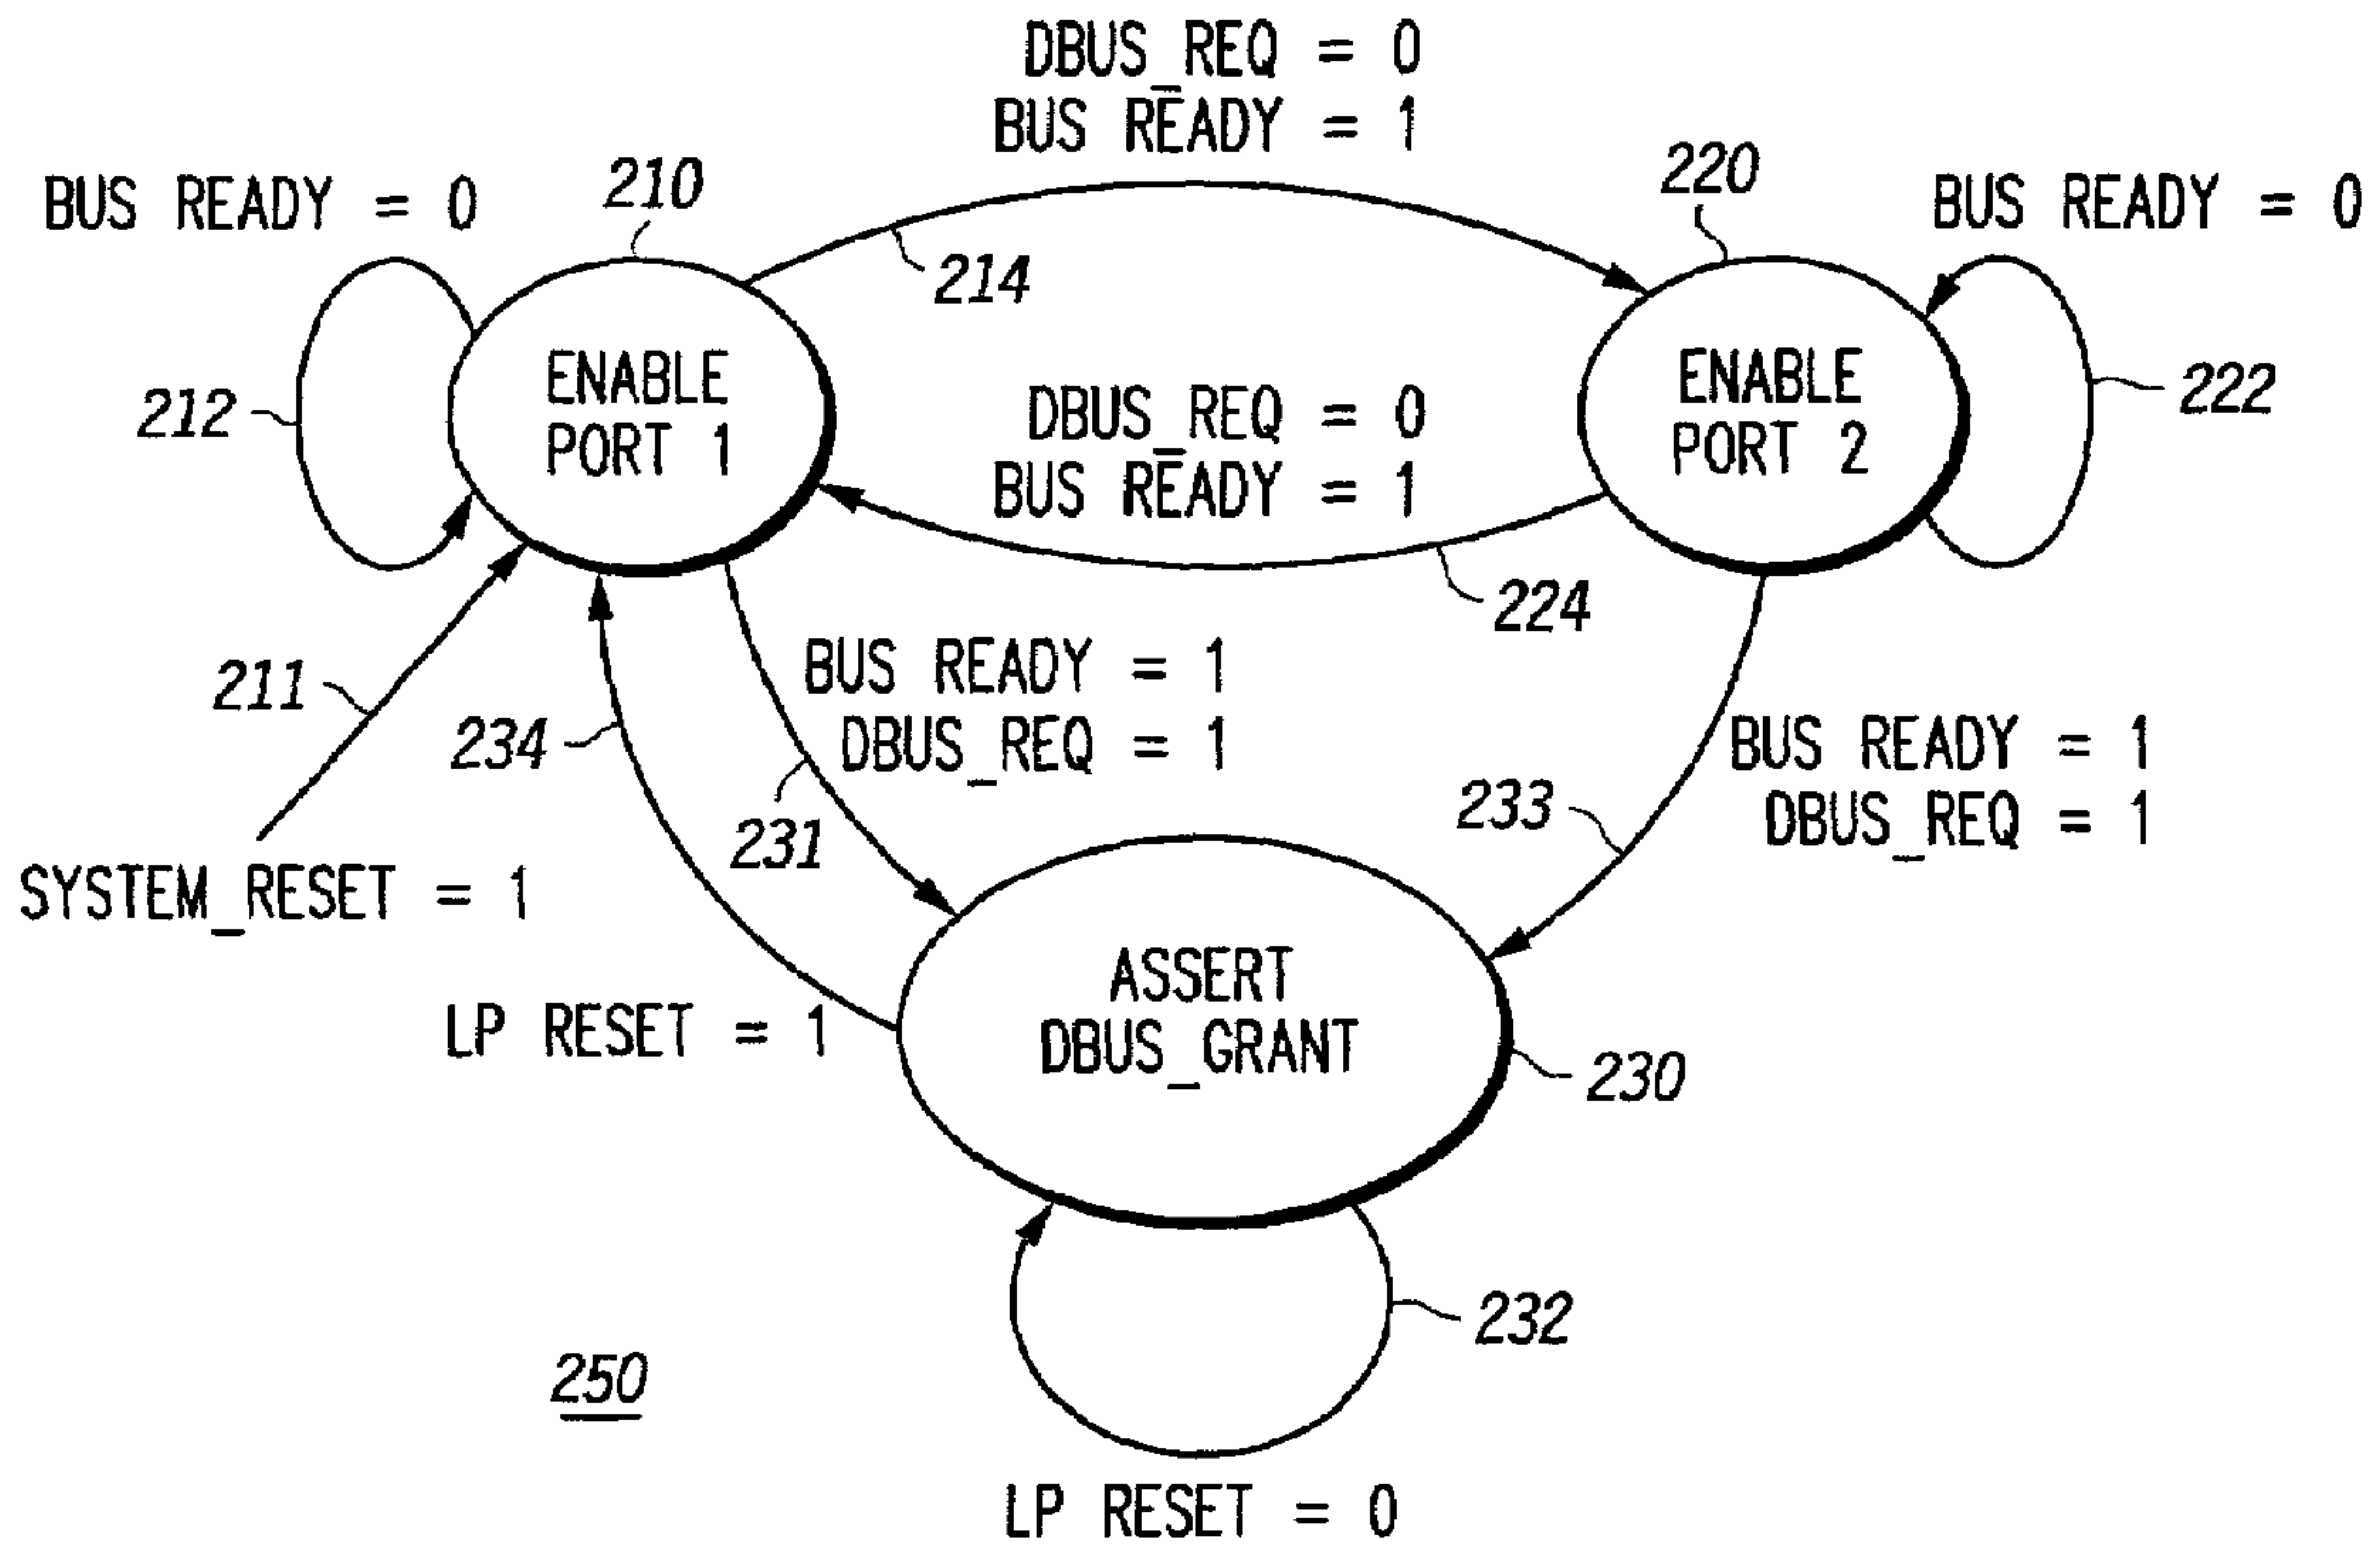 DBUS_REQ = 0
BUS READY = 1
BUS READY = 0
210
220
BUS READY = 0
214
ENABLE
PORT 1
212
DBUS_REQ = 0
BUS READY = 1
ENABLE
PORT 2
222
224
211
234
BUS READY = 1
DBUS_REQ = 1
231
BUS READY = 1
DBUS_REQ = 1
233
SYSTEM_RESET = 1
LP RESET = 1
ASSERT
DBUS_GRANT
230
232
250
LP RESET = 0